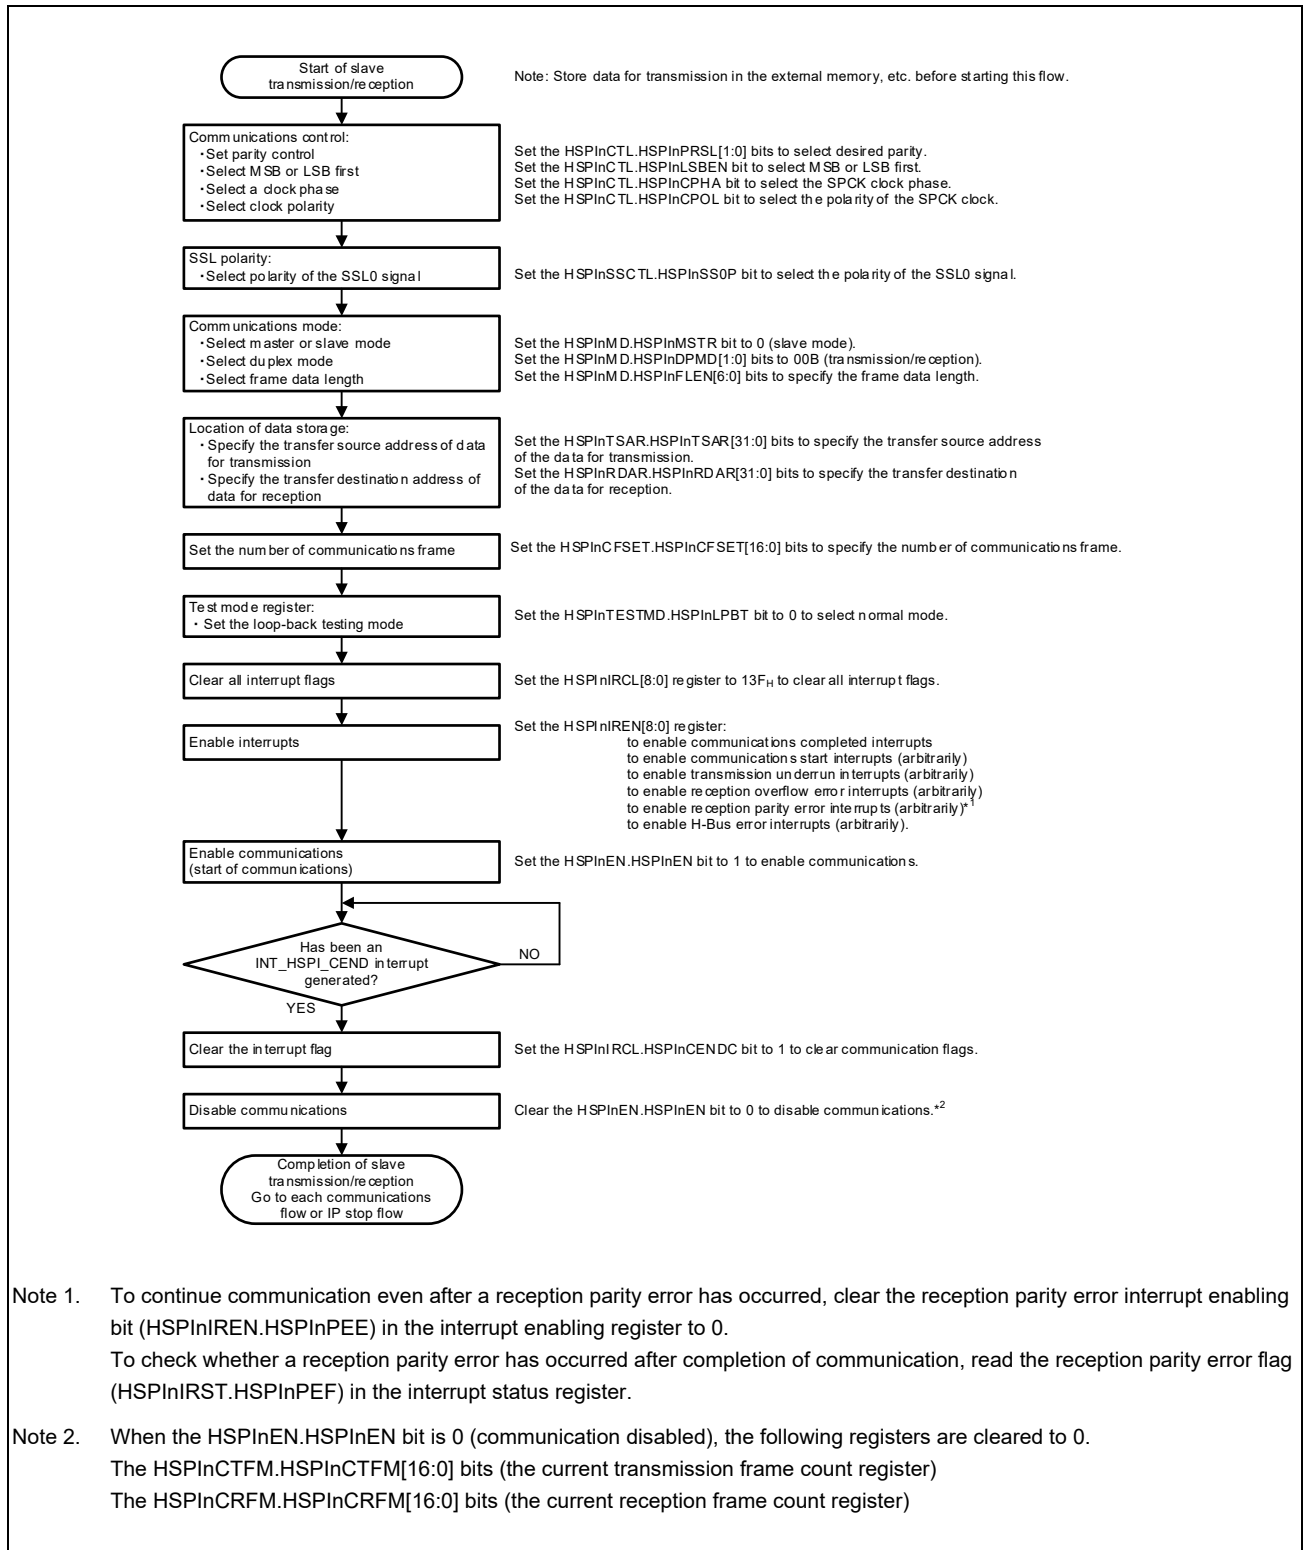 Start of slave
transmission/reception
Note: Store data for transmission in the external memory, etc. before starting this flow.
Communications control:
・Set parity control
・Select MSB or LSB first
・Select a clock phase
・Select clock polarity
Set the HSPInCTL.HSPInPRSL[1:0] bits to select desired parity.
Set the HSPInCTL.HSPInLSBEN bit to select MSB or LSB first.
Set the HSPInCTL.HSPInCPHA bit to select the SPCK clock phase.
Set the HSPInCTL.HSPInCPOL bit to select the polarity of the SPCK clock.
SSL polarity:
・Select polarity of the SSL0 signal
Set the HSPInSSCTL.HSPInSS0P bit to select the polarity of the SSL0 signal.
Communications mode:
・Select master or slave mode
・Select duplex mode
・Select frame data length
Set the HSPInMD.HSPInMSTR bit to 0 (slave mode).
Set the HSPInMD.HSPInDPMD[1:0] bits to 00B (transmission/reception).
Set the HSPInMD.HSPInFLEN[6:0] bits to specify the frame data length.
Location of data storage:
・Specify the transfer source address of data
for transmission
・Specify the transfer destination address of
data for reception
Set the HSPInTSAR.HSPInTSAR[31:0] bits to specify the transfer source address
of the data for transmission.
Set the HSPInRDAR.HSPInRDAR[31:0] bits to specify the transfer destination
of the data for reception.
Set the number of communications frame
Set the HSPInCFSET.HSPInCFSET[16:0] bits to specify the number of communications frame.
Test mode register:
・Set the loop-back testing mode
Set the HSPInTESTMD.HSPInLPBT bit to 0 to select normal mode.
Clear all interrupt flags
Set the HSPInIRCL[8:0] register to 13FH to clear all interrupt flags.
Enable interrupts
Set the HSPInIREN[8:0] register:
to enable communications completed interrupts
to enable communications start interrupts (arbitrarily)
to enable transmission underrun interrupts (arbitrarily)
to enable reception overflow error interrupts (arbitrarily)
to enable reception parity error interrupts (arbitrarily)*1
to enable H-Bus error interrupts (arbitrarily).
Enable communications
(start of communications)
Set the HSPInEN.HSPInEN bit to 1 to enable communications.
Has been an
INT_HSPI_CEND interrupt
generated?
NO
YES
Clear the interrupt flag
Set the HSPInIRCL.HSPInCENDC bit to 1 to clear communication flags.
Disable communications
Clear the HSPInEN.HSPInEN bit to 0 to disable communications.*2
Completion of slave
transmission/reception
Go to each communications
flow or IP stop flow
Note 1. To continue communication even after a reception parity error has occurred, clear the reception parity error interrupt enabling
bit (HSPInIREN.HSPInPEE) in the interrupt enabling register to 0.
To check whether a reception parity error has occurred after completion of communication, read the reception parity error flag
(HSPInIRST.HSPInPEF) in the interrupt status register.
Note 2. When the HSPInEN.HSPInEN bit is 0 (communication disabled), the following registers are cleared to 0.
The HSPInCTFM.HSPInCTFM[16:0] bits (the current transmission frame count register)
The HSPInCRFM.HSPInCRFM[16:0] bits (the current reception frame count register)